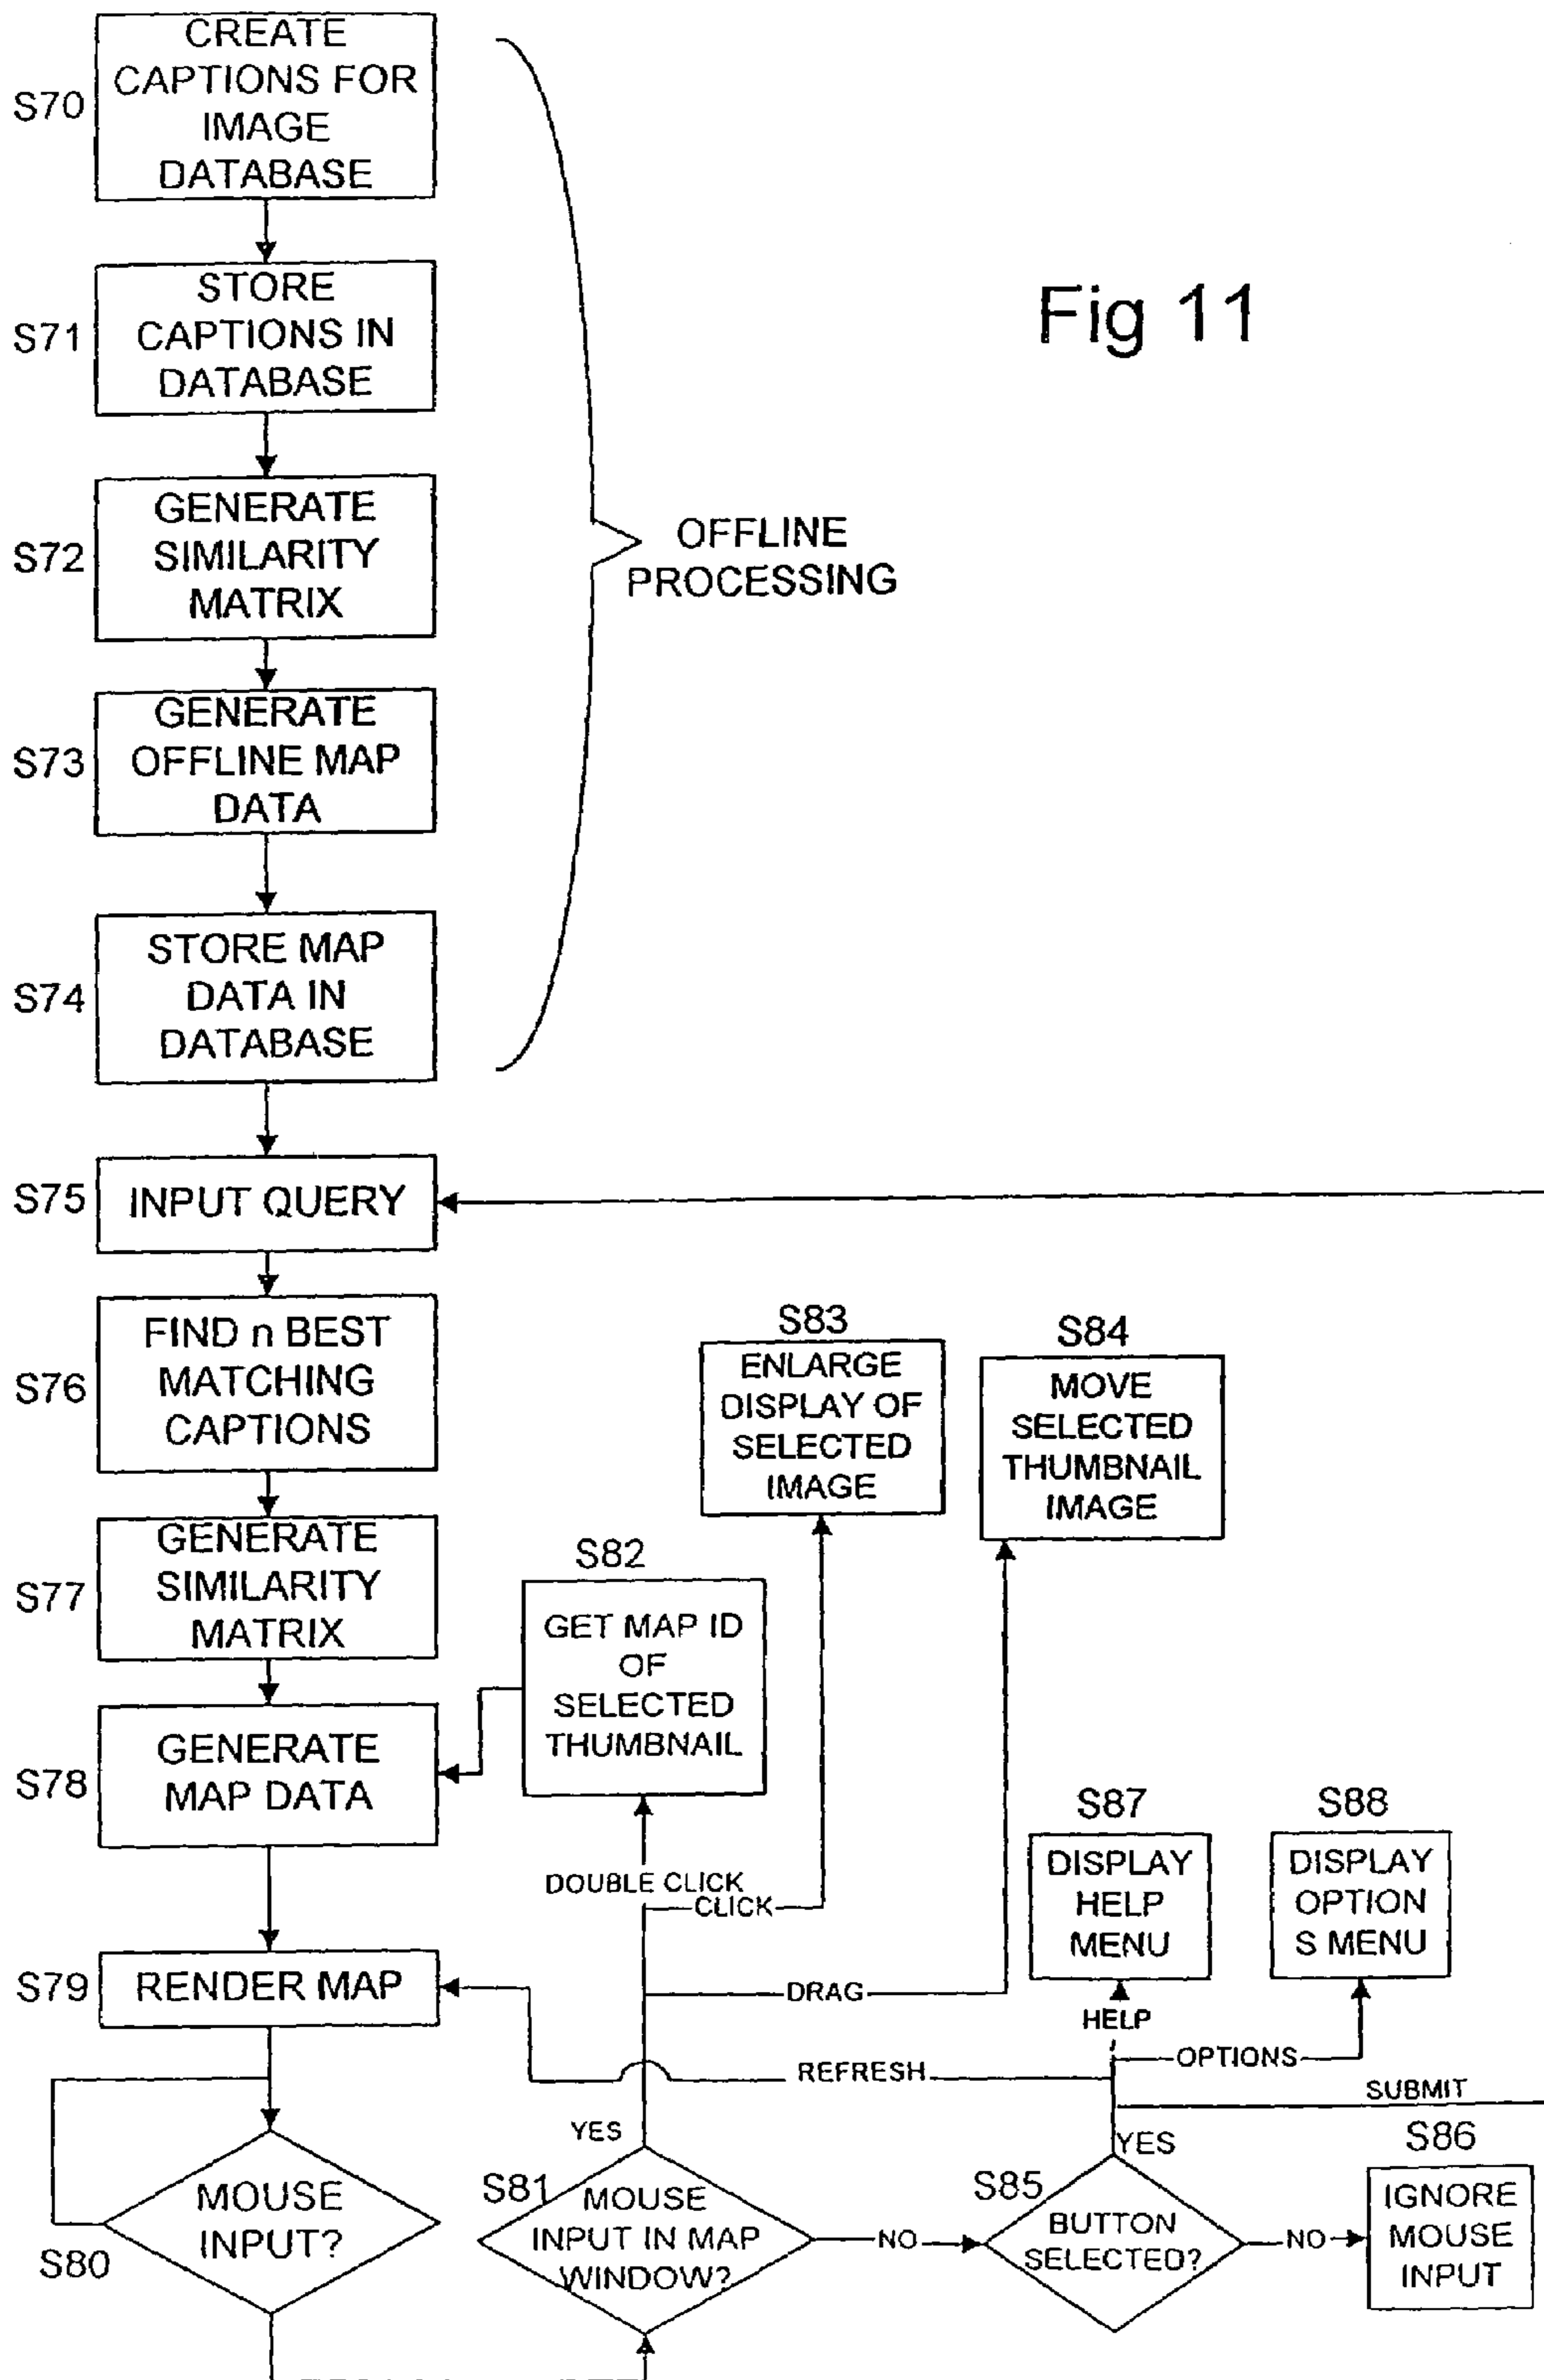 Fig 11
S70
CREATE
CAPTIONS FOR
IMAGE
DATABASE
S71
STORE
CAPTIONS IN
DATABASE
S72
GENERATE
SIMILARITY
MATRIX
OFFLINE
PROCESSING
S73
GENERATE
OFFLINE MAP
DATA
S74
STORE MAP
DATA IN
DATABASE
S75
INPUT QUERY
S76
FIND n BEST
MATCHING
CAPTIONS
S77
GENERATE
SIMILARITY
MATRIX
S78
GENERATE
MAP DATA
S79
RENDER MAP
S80
MOUSE
INPUT?
S81
MOUSE
INPUT IN MAP
WINDOW?
YES
NO
DOUBLE CLICK
CLICK
DRAG
S82
GET MAP ID
OF
SELECTED
THUMBNAIL
S83
ENLARGE
DISPLAY OF
SELECTED
IMAGE
S84
MOVE
SELECTED
THUMBNAIL
IMAGE
S85
BUTTON
SELECTED?
YES
NO
REFRESH
HELP
OPTIONS
SUBMIT
S86
IGNORE
MOUSE
INPUT
S87
DISPLAY
HELP
MENU
S88
DISPLAY
OPTION
S MENU